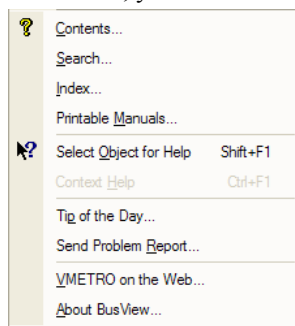 Contents...
Search...
Index...
Printable Manuals...
Select Object for Help Shift+F1
Context Help Ctrl+F1
Tip of the Day...
Send Problem Report...
VMETRO on the Web...
About BusView...